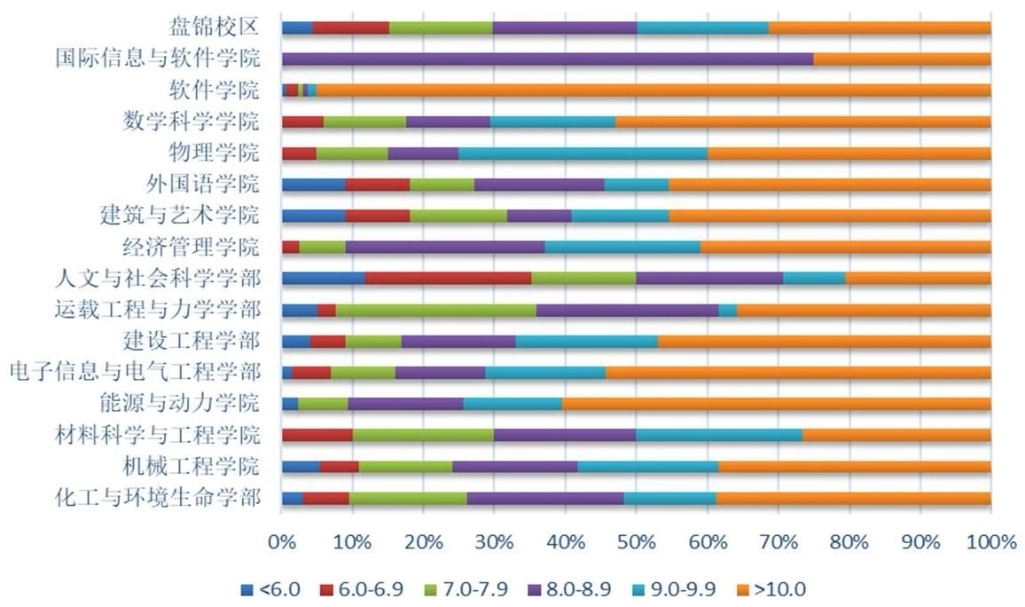 盘锦校区
国际信息与软件学院
软件学院
数学科学学院
物理学院
外国语学院
建筑与艺术学院
经济管理学院
人文与社会科学学部
运载工程与力学学部
建设工程学部
电子信息与电气工程学部
能源与动力学院
材料科学与工程学院
机械工程学院
化工与环境生命学部
0% 10% 20% 30% 40% 50% 60% 70% 80% 90% 100%
<6.0 6.0-6.9 7.0-7.9 8.0-8.9 9.0-9.9 >10.0